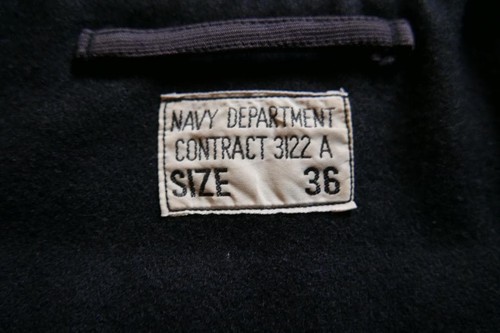 NAVY DEPARTMENT
CONTRACT 3122 A
SIZE 36